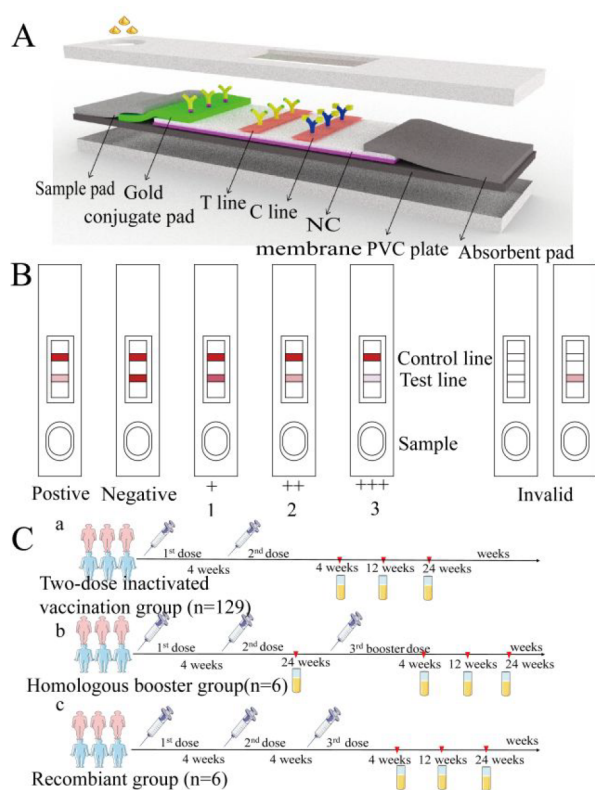 A
Sample pad
Gold
conjugate pad
T line
C line
NC
membrane
PVC plate
Absorbent pad
B
Control line
Test line
Sample
Postive
Negative
+
1
++
2
+++
3
Invalid
C
a
1st dose
2nd dose
weeks
4 weeks
4 weeks
12 weeks
24 weeks
Two-dose inactivated
vaccination group (n=129)
b
1st dose
2nd dose
3rd booster dose
weeks
4 weeks
24 weeks
4 weeks
12 weeks
24 weeks
Homologous booster group(n=6)
c
1st dose
2nd dose
3rd dose
weeks
4 weeks
4 weeks
4 weeks
12 weeks
24 weeks
Recombiant group (n=6)